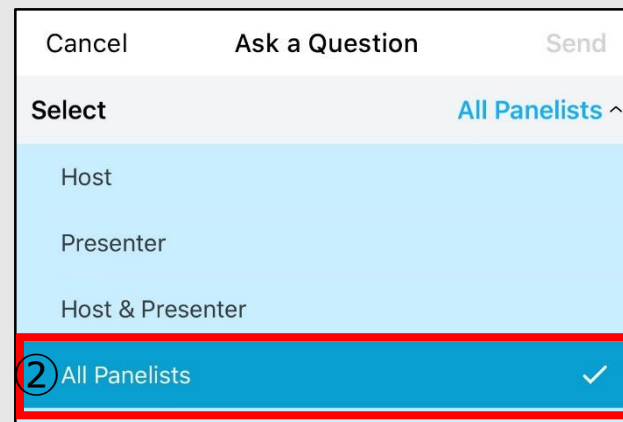 Cancel Ask a Question Send
Select All Panelists
Host
Presenter
Host & Presenter
② All Panelists